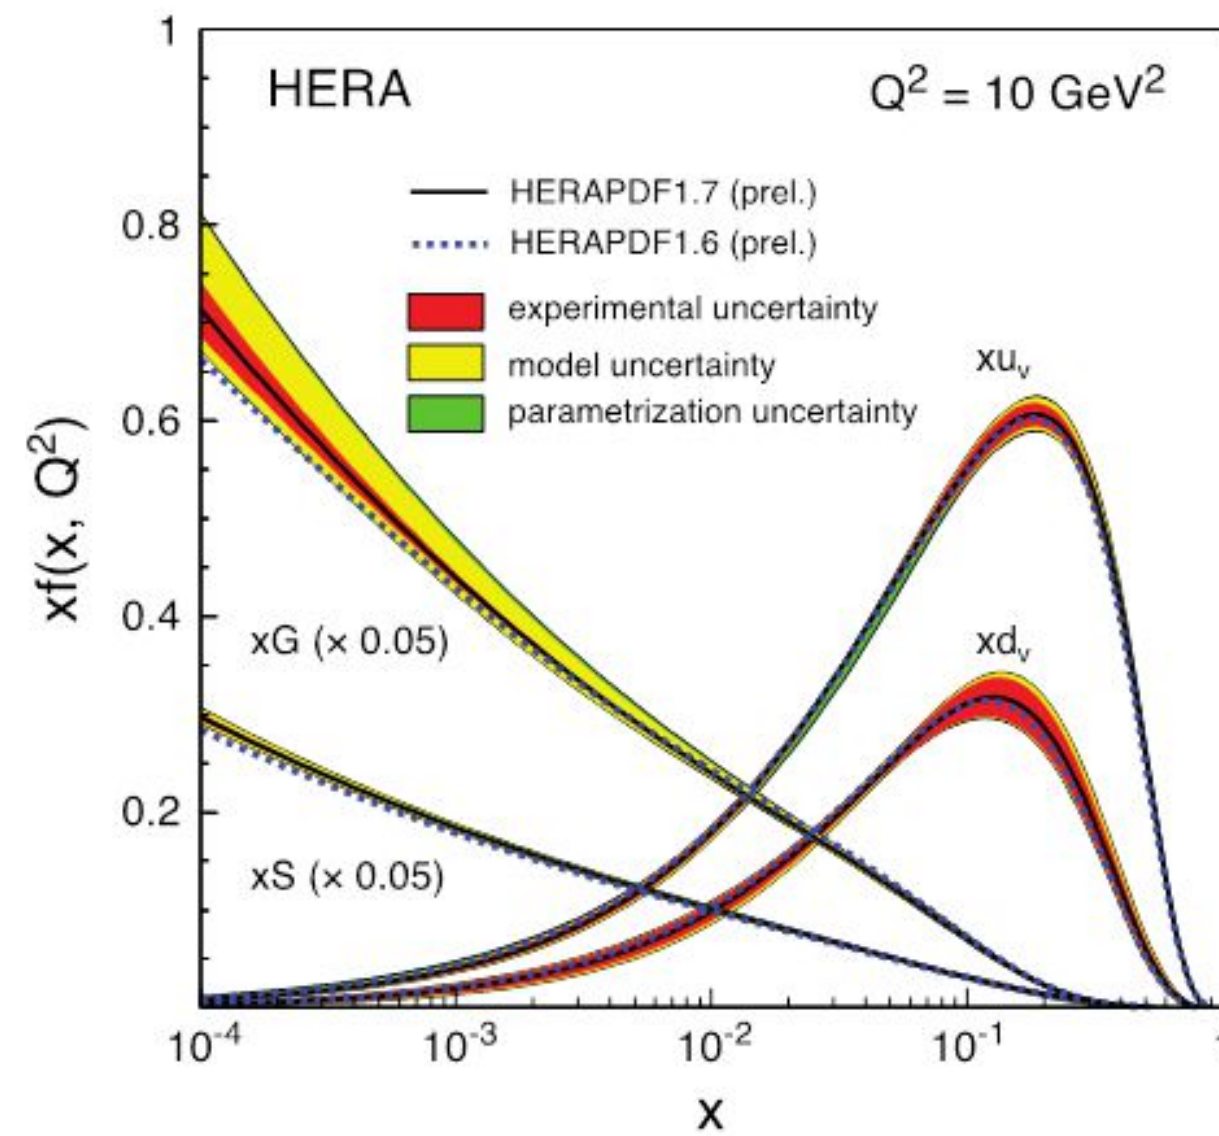 1
HERA
Q² = 10 GeV²
HERAPDF1.7 (prel.)
HERAPDF1.6 (prel.)
experimental uncertainty
model uncertainty
parametrization uncertainty
0.8
0.6
0.4
0.2
xf(x, Q²)
xuᵥ
xdᵥ
xG (× 0.05)
xS (× 0.05)
10⁻⁴
10⁻³
10⁻²
10⁻¹
x